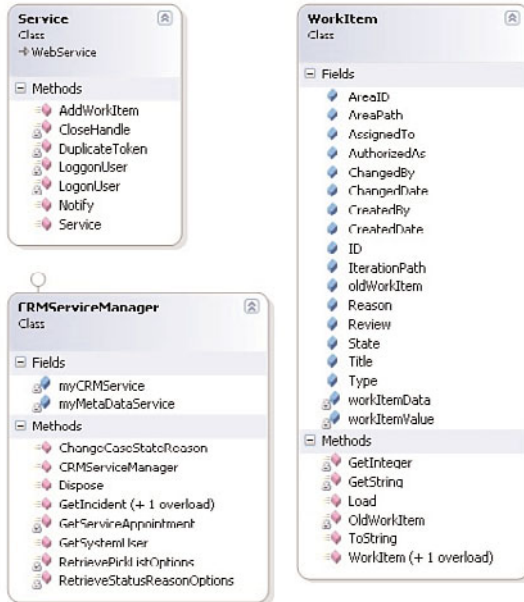 Service
Class
WebService
Methods
AddWorkItem
CloseHandle
DuplicateToken
LoggonUser
LogonUser
Notify
Service
CRMServiceManager
Class
Fields
myCRMService
myMetaDataService
Methods
ChangeCaseStateReason
CRMServiceManager
Dispose
GetIncident (+ 1 overload)
GetServiceAppointment
GetSystemUser
RetrievePickListOptions
RetrieveStatusReasonOptions
WorkItem
Class
Fields
AreaID
AreaPath
AssignedTo
AuthorizedAs
ChangedBy
ChangedDate
CreatedBy
CreatedDate
ID
IterationPath
oldWorkItem
Reason
Review
State
Title
Type
workItemData
workItemValue
Methods
GetInteger
GetString
Load
OldWorkItem
ToString
WorkItem (+ 1 overload)